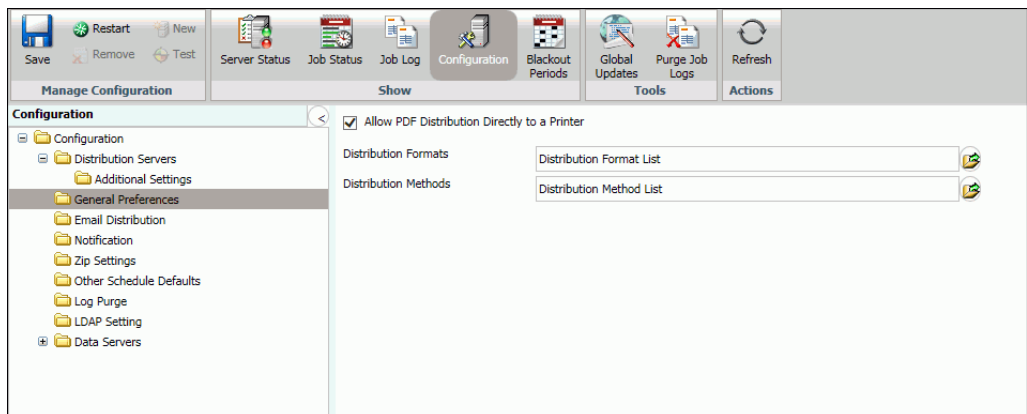 Restart
New
Save
Remove
Test
Manage Configuration
Server Status
Job Status
Job Log
Configuration
Blackout
Periods
Show
Global
Updates
Purge Job
Logs
Tools
Refresh
Actions
Configuration
Configuration
Distribution Servers
Additional Settings
General Preferences
Email Distribution
Notification
Zip Settings
Other Schedule Defaults
Log Purge
LDAP Setting
Data Servers
Allow PDF Distribution Directly to a Printer
Distribution Formats
Distribution Format List
Distribution Methods
Distribution Method List